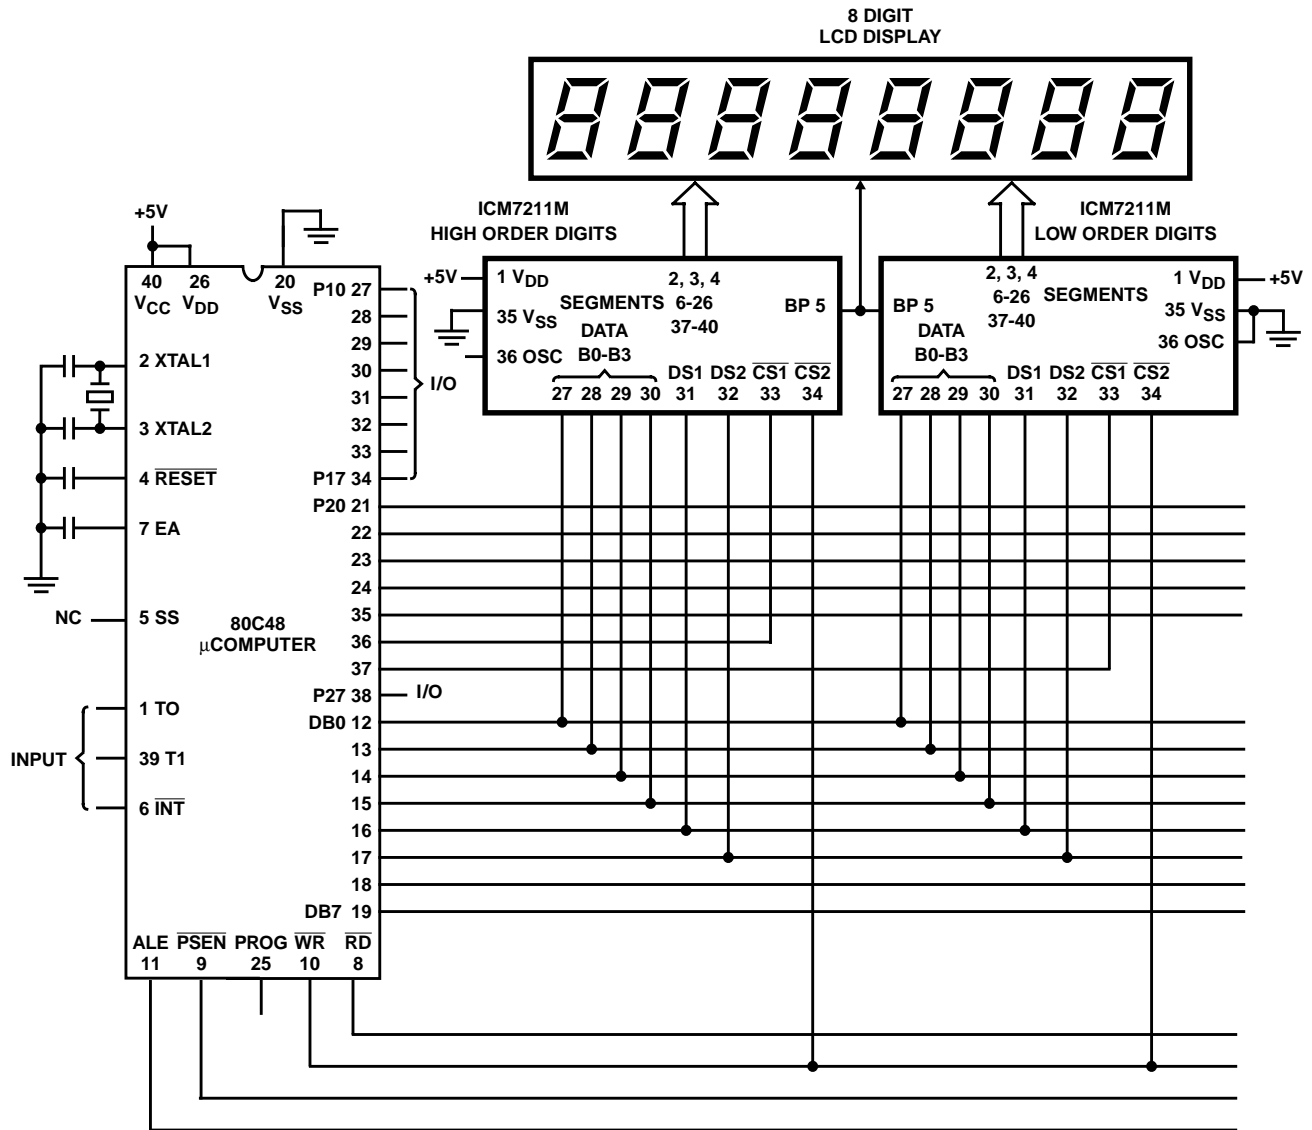 8 DIGIT
LCD DISPLAY
ICM7211M
HIGH ORDER DIGITS
ICM7211M
LOW ORDER DIGITS
+5V
40
VCC
26
VDD
20
VSS
P10 27
28
29
30
31
32
33
P17 34
I/O
P20 21
22
23
24
35
36
37
P27 38
I/O
DB0 12
13
14
15
16
17
18
DB7 19
2 XTAL1
3 XTAL2
4 RESET
7 EA
NC
5 SS
80C48
µCOMPUTER
INPUT
1 TO
39 T1
6 INT
ALE PSEN PROG WR RD
11 9 25 10 8
+5V
1 VDD
35 VSS
36 OSC
2, 3, 4
6-26
37-40
SEGMENTS
BP 5
DATA
B0-B3
DS1 DS2 CS1 CS2
27 28 29 30 31 32 33 34
BP 5
2, 3, 4
6-26
37-40
SEGMENTS
1 VDD
35 VSS
36 OSC
+5V
DATA
B0-B3
DS1 DS2 CS1 CS2
27 28 29 30 31 32 33 34